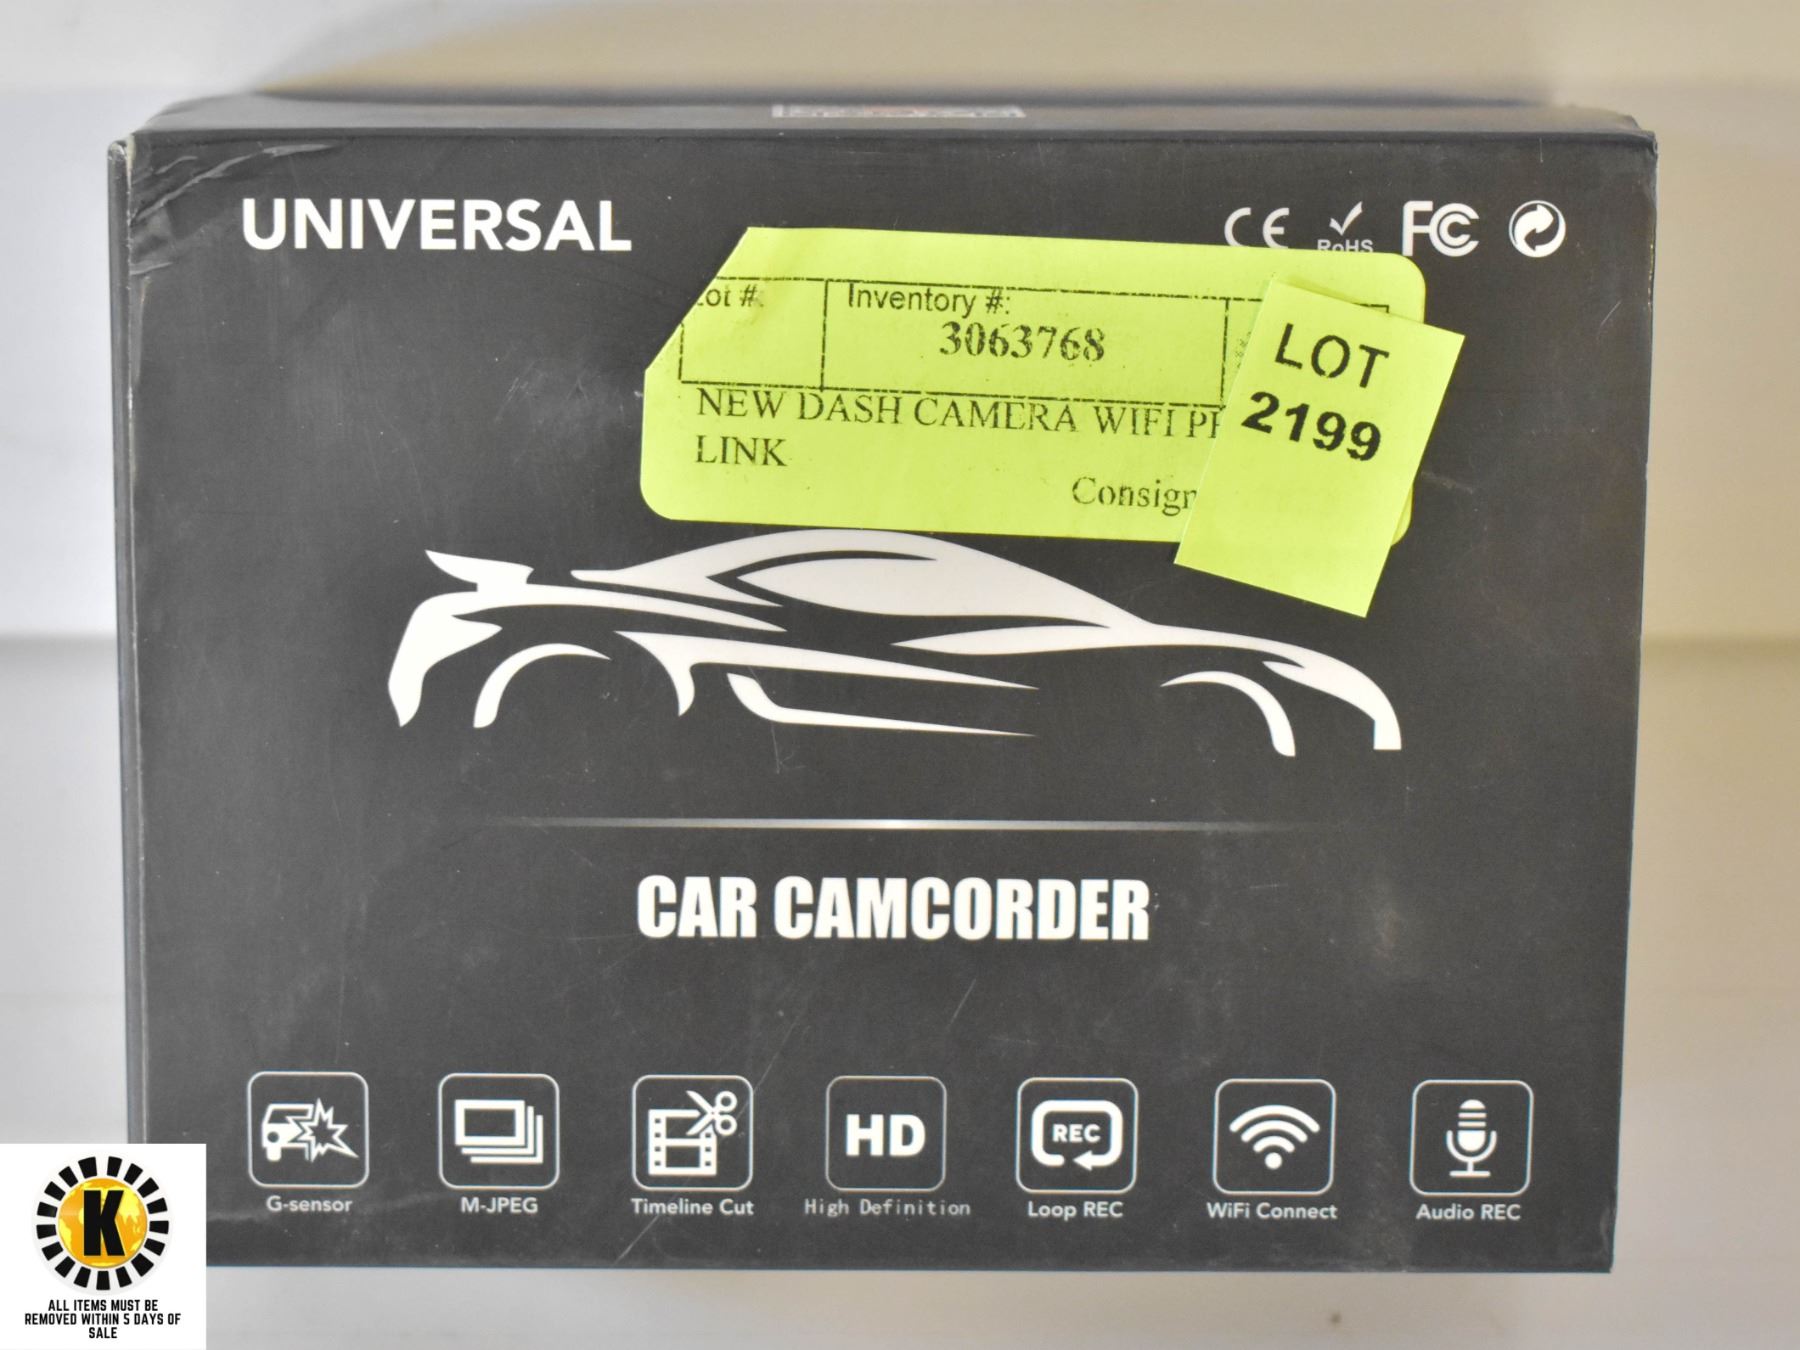 UNIVERSAL
CE
RoHS
FC
Inventory #:
3063768
LOT
2199
NEW DASH CAMERA WIFI
LINK
CAR CAMCORDER
HD
REC
G-sensor
M-JPEG
Timeline Cut
High Definition
Loop REC
WiFi Connect
Audio REC
K
ALL ITEMS MUST BE
REMOVED WITHIN 5 DAYS OF
SALE